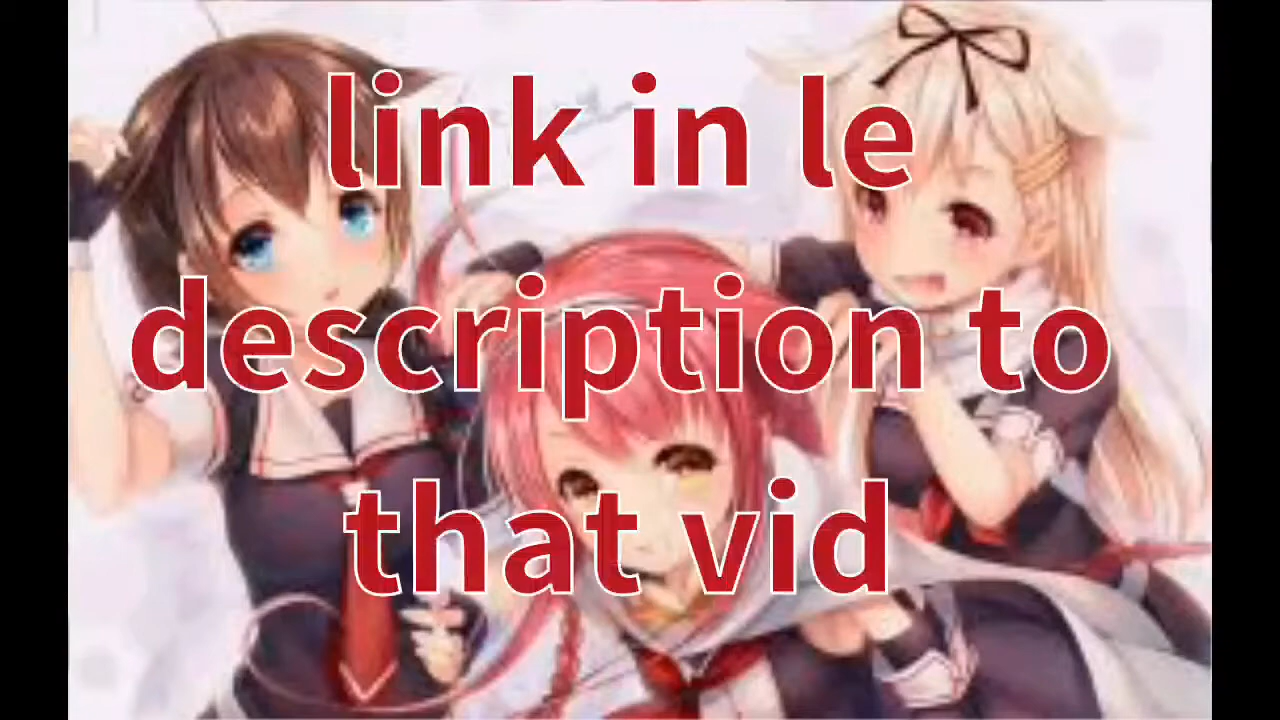 link in le
description to
that vid